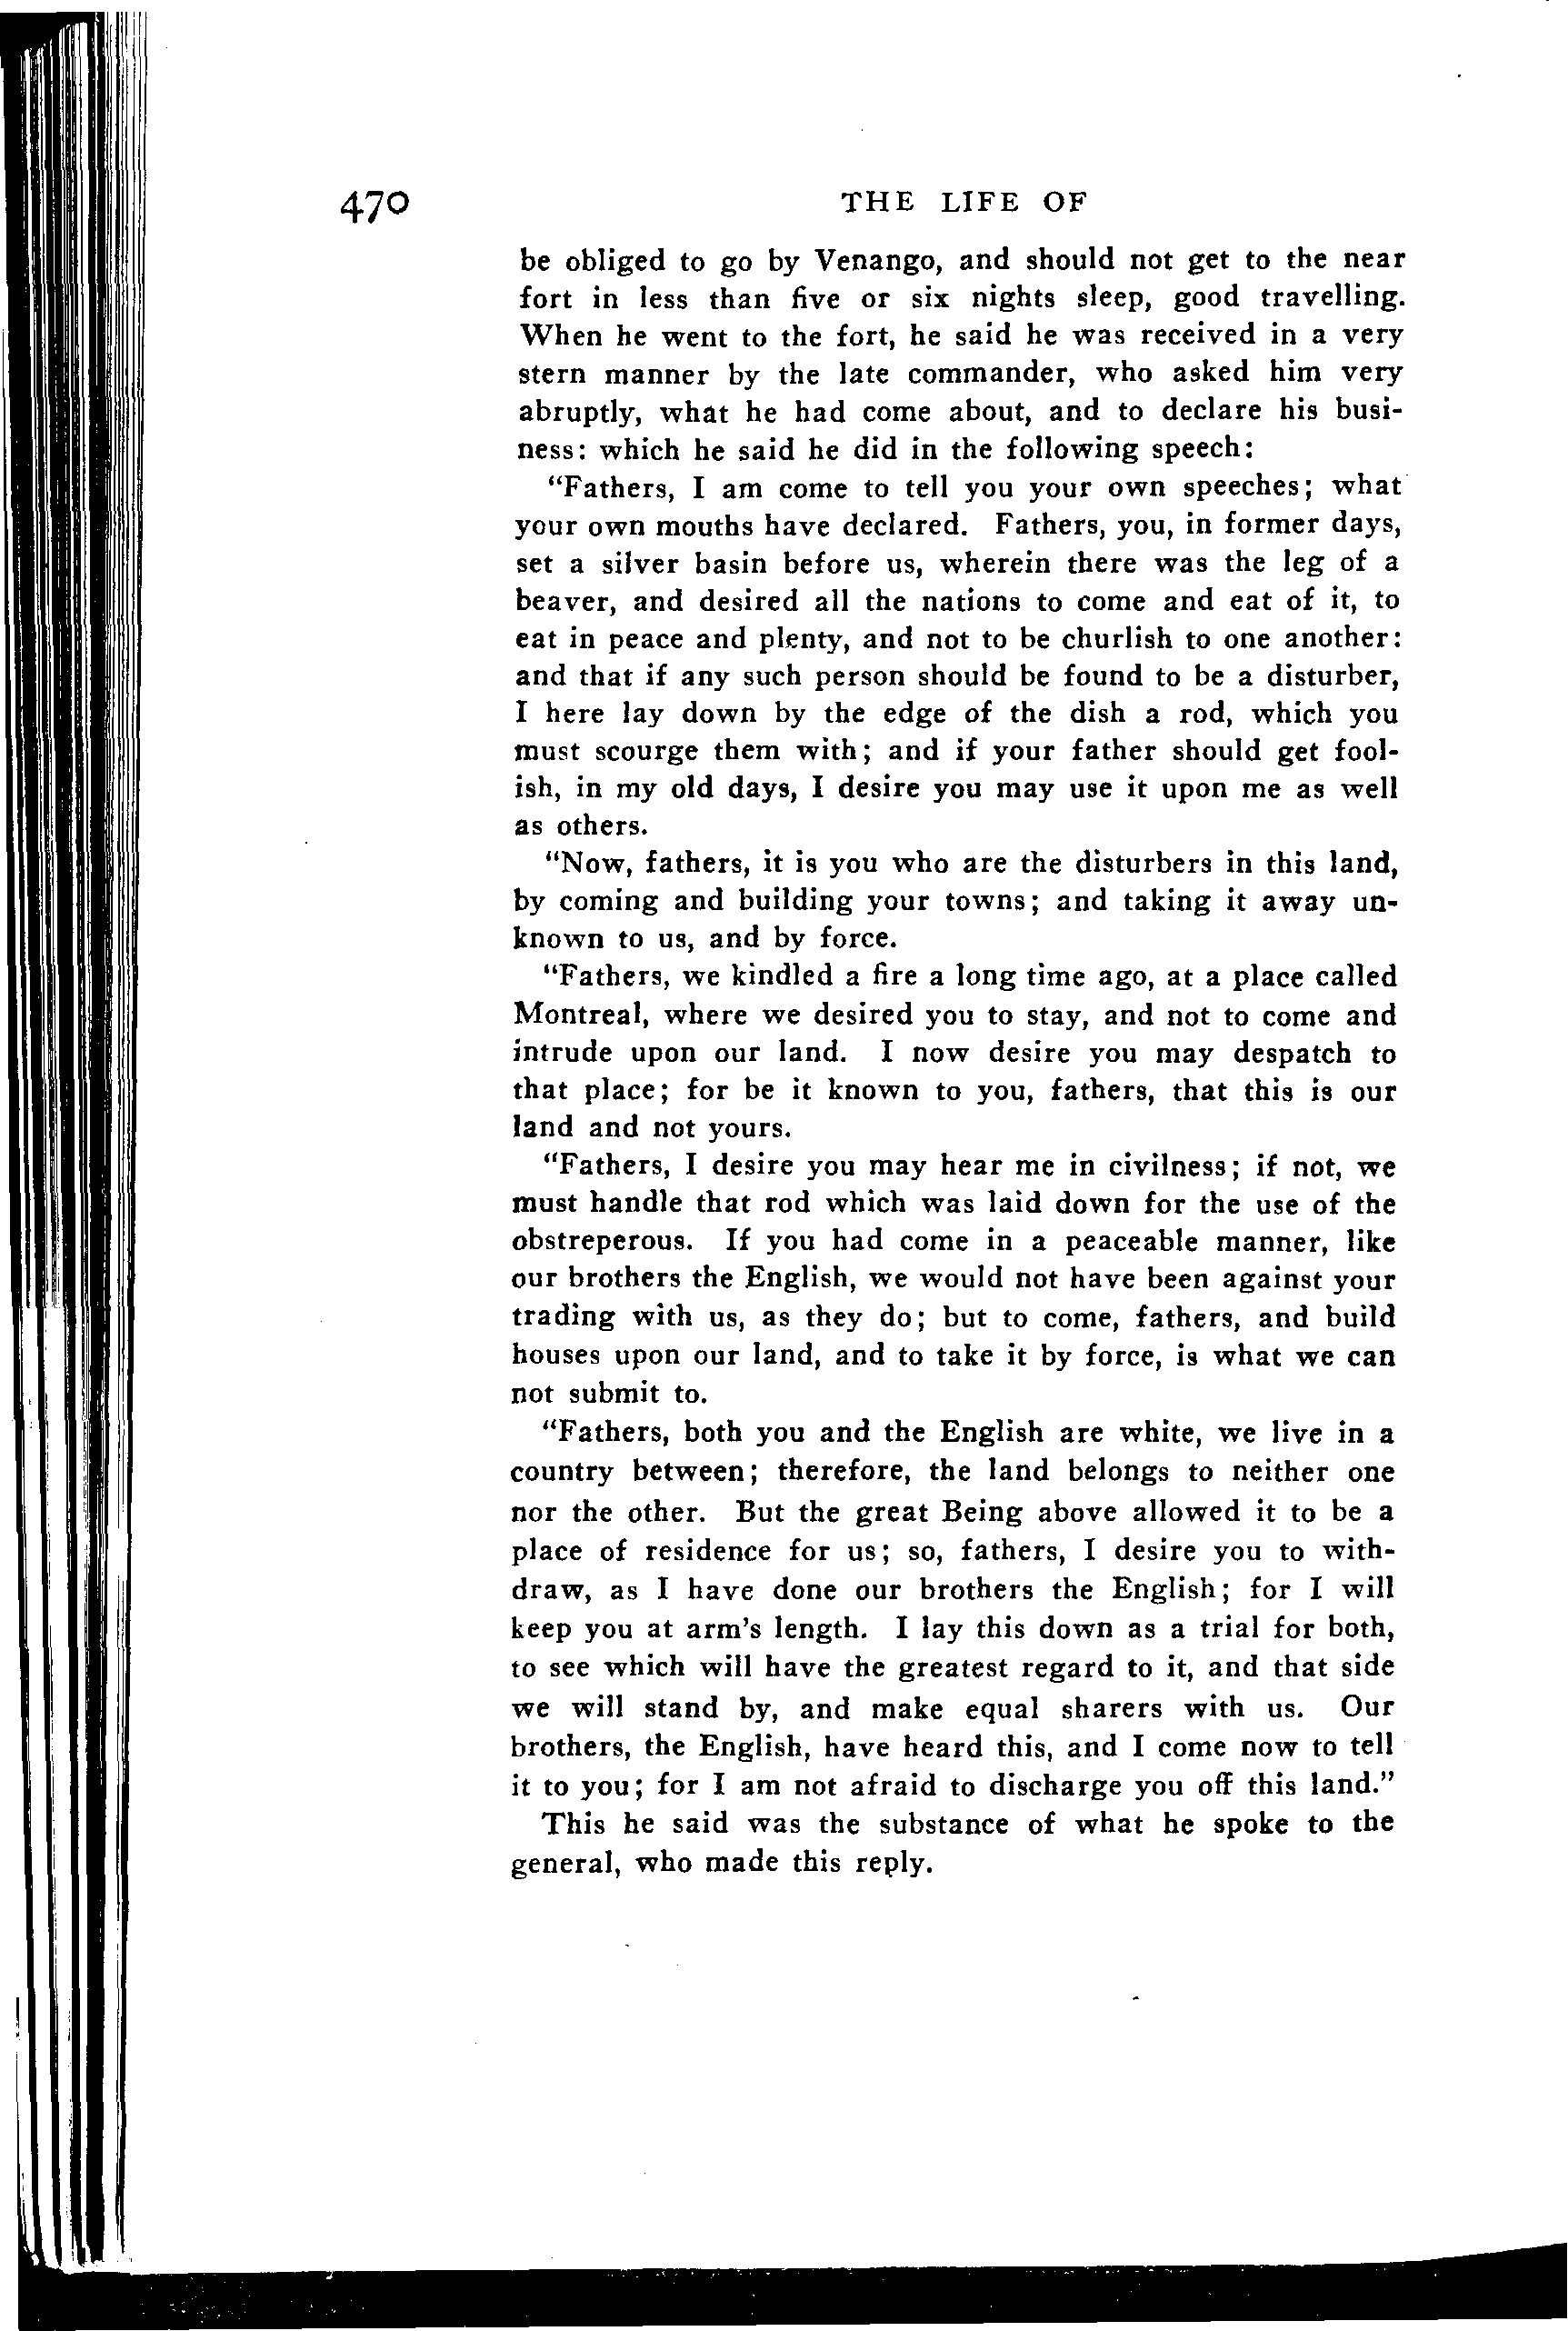 470 THE LIFE OF
be obliged to go by Venango, and should not get to the near
fort in less than five or six nights sleep, good travelling.
When he went to the fort, he said he was received in a very
stern manner by the late commander, who asked him very
abruptly, what he had come about, and to declare his busi-
ness: which he said he did in the following speech:
“Fathers, I am come to tell you your own speeches; what
your own mouths have declared. Fathers, you, in former days,
set a silver basin before us, wherein there was the leg of a
beaver, and desired all the nations to come and eat of it, to
eat in peace and plenty, and not to be churlish to one another:
and that if any such person should be found to be a disturber,
I here lay down by the edge of the dish a rod, which you
must scourge them with; and if your father should get fool-
ish, in my old days, I desire you may use it upon me as well
as others.
“Now, fathers, it is you who are the disturbers in this land,
by coming and building your towns; and taking it away un-
known to us, and by force.
“Fathers, we kindled a fire a long time ago, at a place called
Montreal, where we desired you to stay, and not to come and
intrude upon our land. I now desire you may despatch to
that place; for be it known to you, fathers, that this is our
land and not yours.
“Fathers, I desire you may hear me in civilness; if not, we
must handle that rod which was laid down for the use of the
obstreperous. If you had come in a peaceable manner, like
our brothers the English, we would not have been against your
trading with us, as they do; but to come, fathers, and build
houses upon our land, and to take it by force, is what we can
not submit to.
“Fathers, both you and the English are white, we live in a
country between; therefore, the land belongs to neither one
nor the other. But the great Being above allowed it to be a
place of residence for us; so, fathers, I desire you to with-
draw, as I have done our brothers the English; for I will
keep you at arm's length. I lay this down as a trial for both,
to see which will have the greatest regard to it, and that side
we will stand by, and make equal sharers with us. Our
brothers, the English, have heard this, and I come now to tell
it to you; for I am not afraid to discharge you off this land.”
This he said was the substance of what he spoke to the
general, who made this reply.